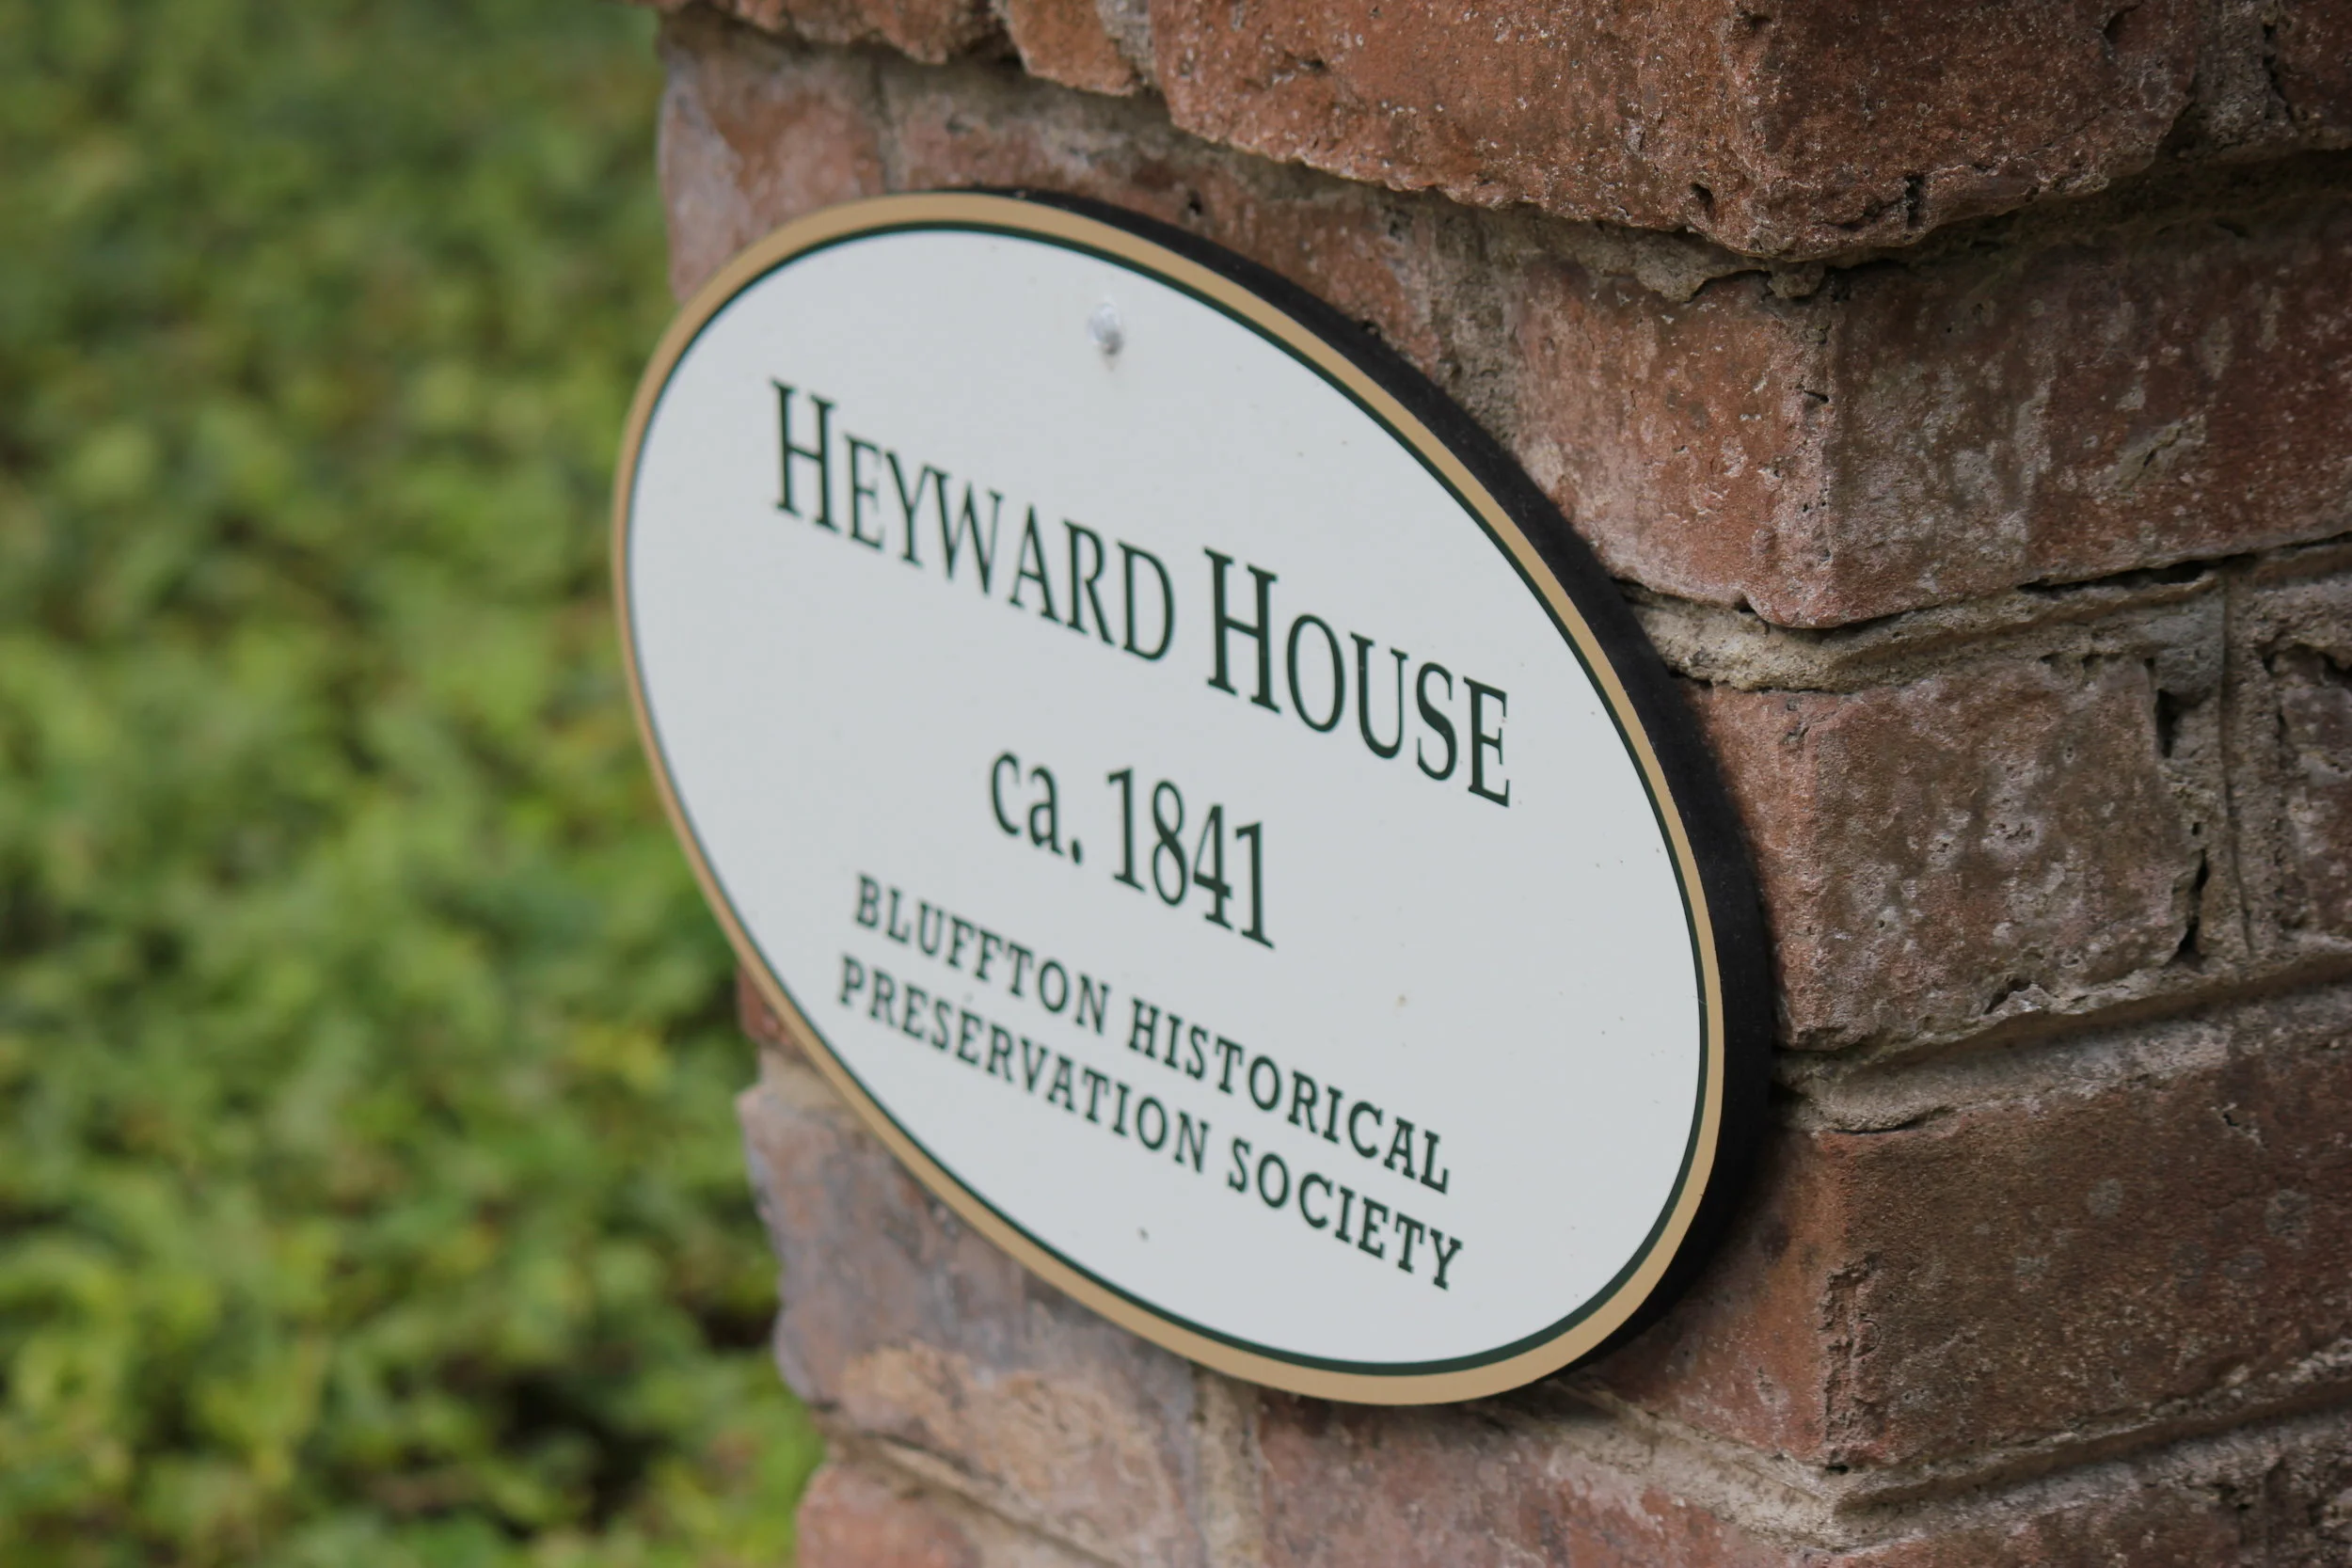 HEYWARD HOUSE
ca. 1841
BLUFFTON HISTORICAL
PRESERVATION SOCIETY